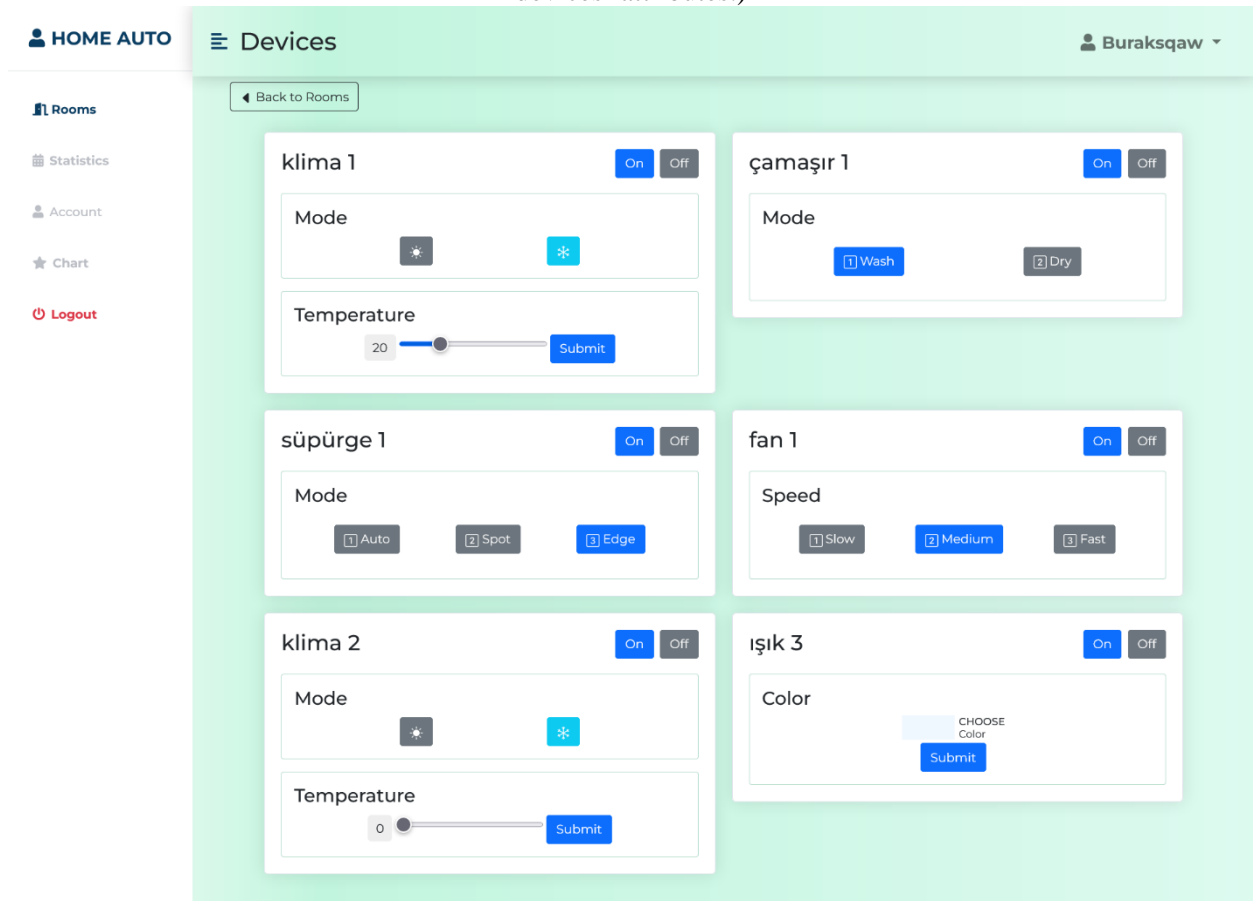 HOME AUTO
Devices
Buraksqaw
Back to Rooms
Rooms
Statistics
Account
Chart
Logout
klima 1
On Off
Mode
Temperature
20 Submit
çamaşır 1
On Off
Mode
1 Wash 2 Dry
süpürge 1
On Off
Mode
1 Auto 2 Spot 3 Edge
fan 1
On Off
Speed
1 Slow 2 Medium 3 Fast
klima 2
On Off
Mode
Temperature
0 Submit
ışık 3
On Off
Color
CHOOSE
Color
Submit